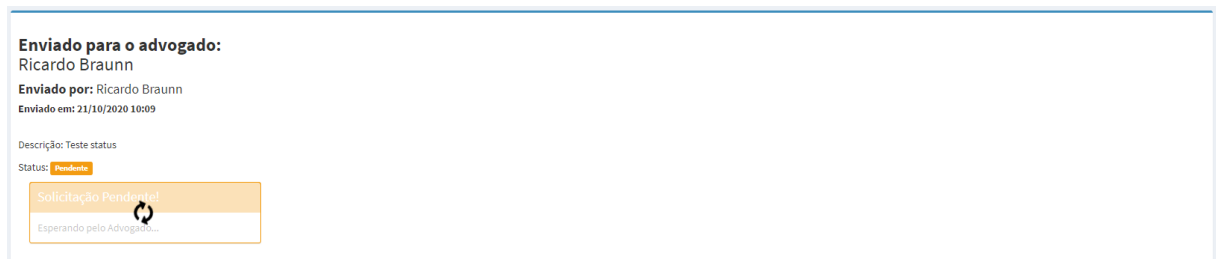 Enviado para o advogado:
Ricardo Braunn
Enviado por: Ricardo Braunn
Enviado em: 21/10/2020 10:09
Descrição: Teste status
Status: Pendente
Solicitação Pendente!
Esperando pelo Advogado...